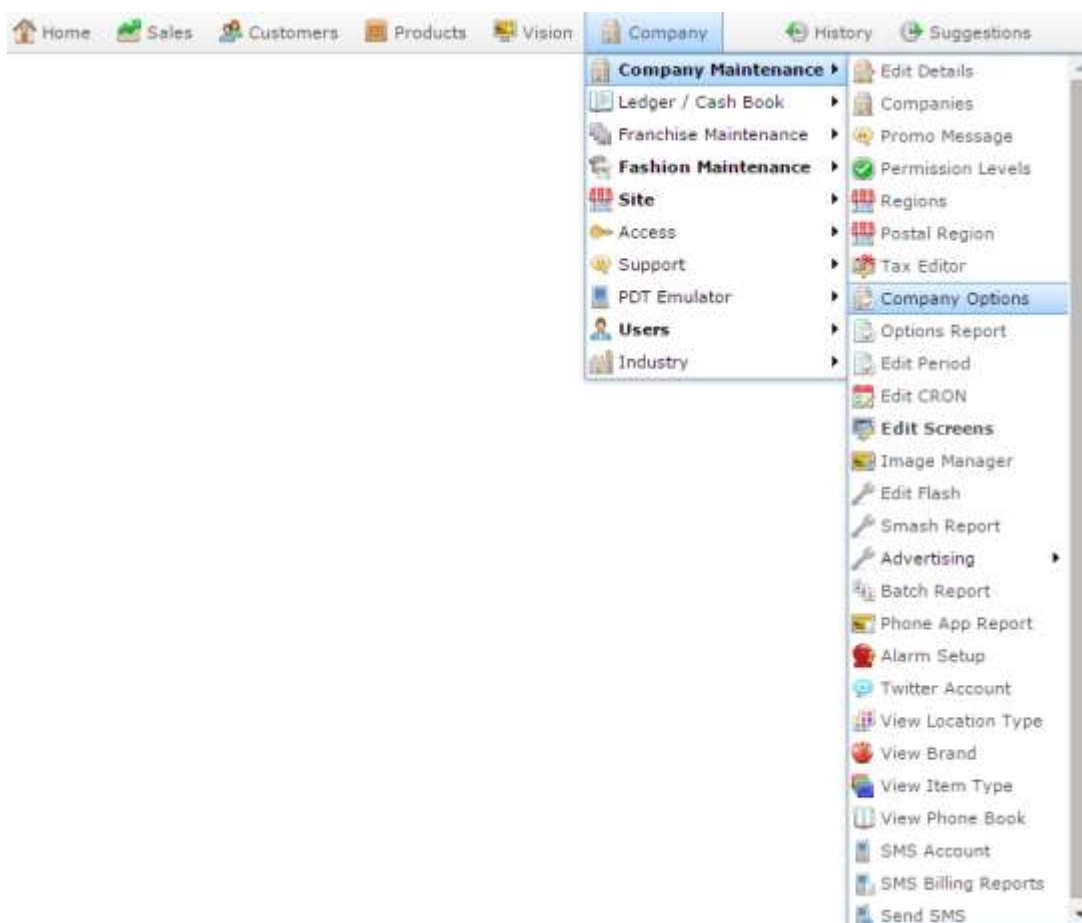 Home Sales Customers Products Vision Company History Suggestions
Company Maintenance
Ledger / Cash Book
Franchise Maintenance
Fashion Maintenance
Site
Access
Support
PDT Emulator
Users
Industry
Edit Details
Companies
Promo Message
Permission Levels
Regions
Postal Region
Tax Editor
Company Options
Options Report
Edit Period
Edit CRON
Edit Screens
Image Manager
Edit Flash
Smash Report
Advertising
Batch Report
Phone App Report
Alarm Setup
Twitter Account
View Location Type
View Brand
View Item Type
View Phone Book
SMS Account
SMS Billing Reports
Send SMS